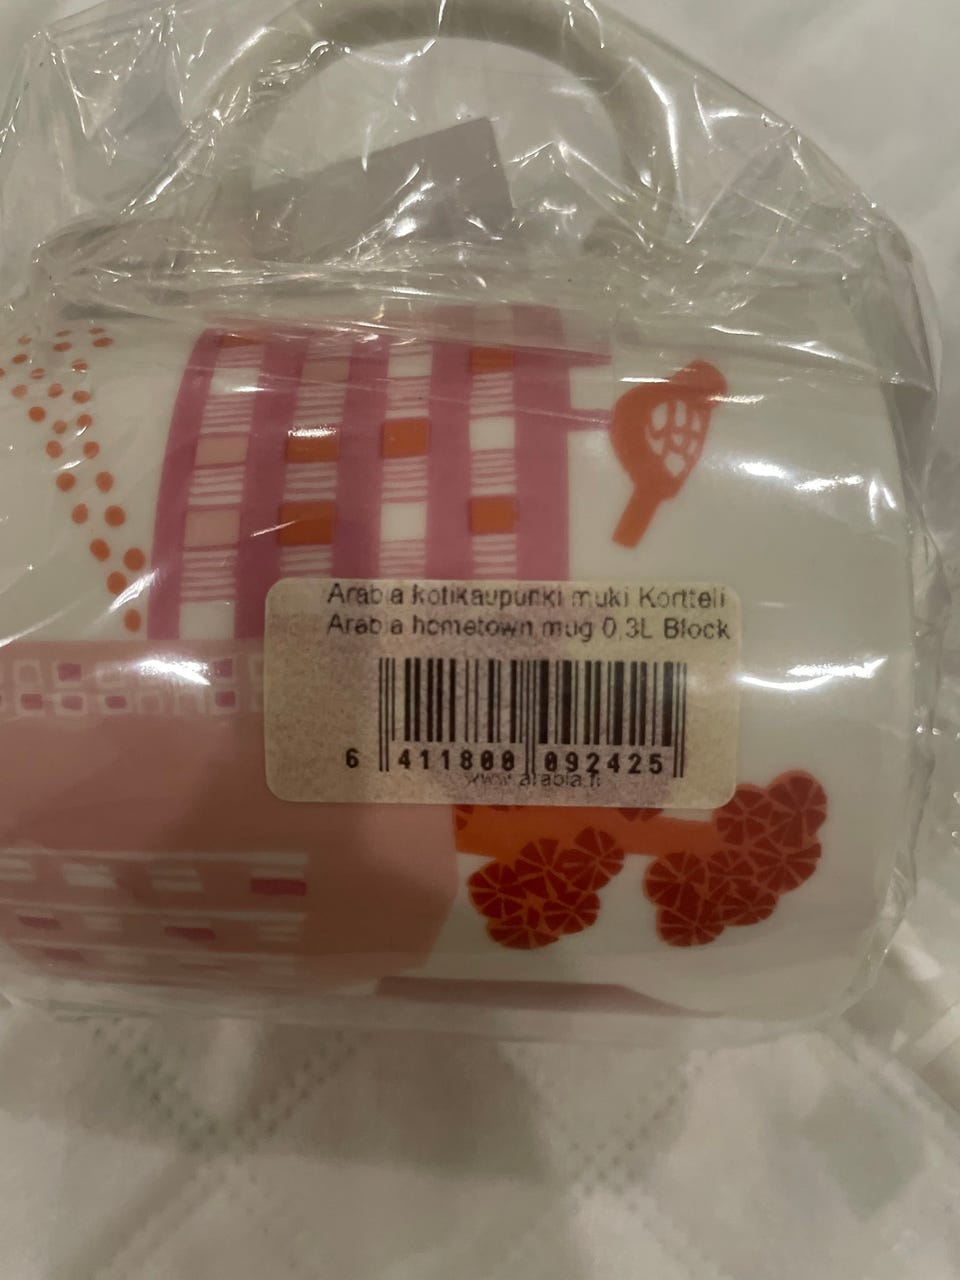 Arabia kotikaupunki muki Kortteli
Arabia hometown mug 0,3L Block
6 411800 092425
www.arabia.fi